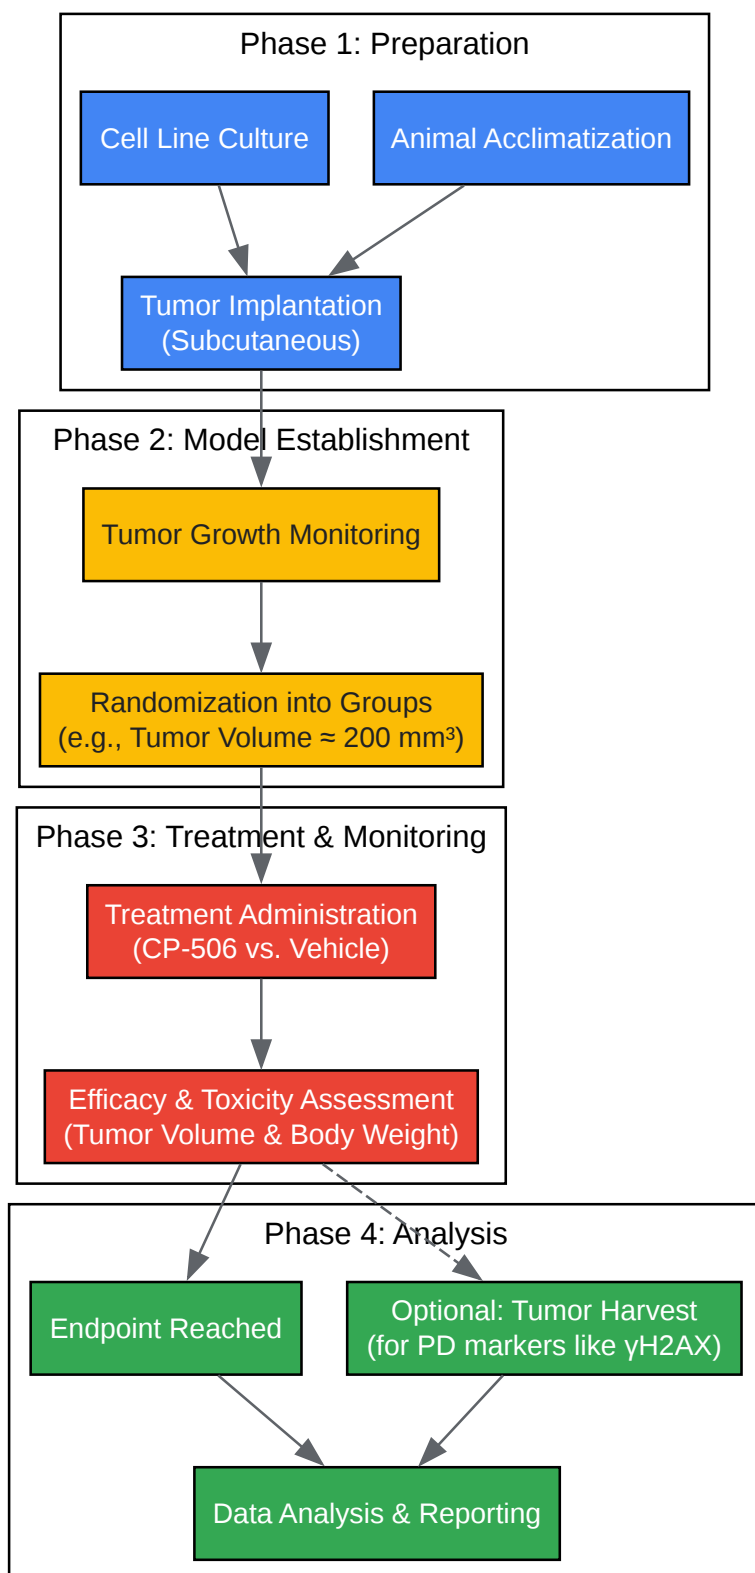 Phase 1: Preparation
Cell Line Culture
Animal Acclimatization
Tumor Implantation
(Subcutaneous)
Phase 2: Model Establishment
Tumor Growth Monitoring
Randomization into Groups
(e.g., Tumor Volume ≈ 200 mm³)
Phase 3: Treatment & Monitoring
Treatment Administration
(CP-506 vs. Vehicle)
Efficacy & Toxicity Assessment
(Tumor Volume & Body Weight)
Phase 4: Analysis
Endpoint Reached
Optional: Tumor Harvest
(for PD markers like γH2AX)
Data Analysis & Reporting